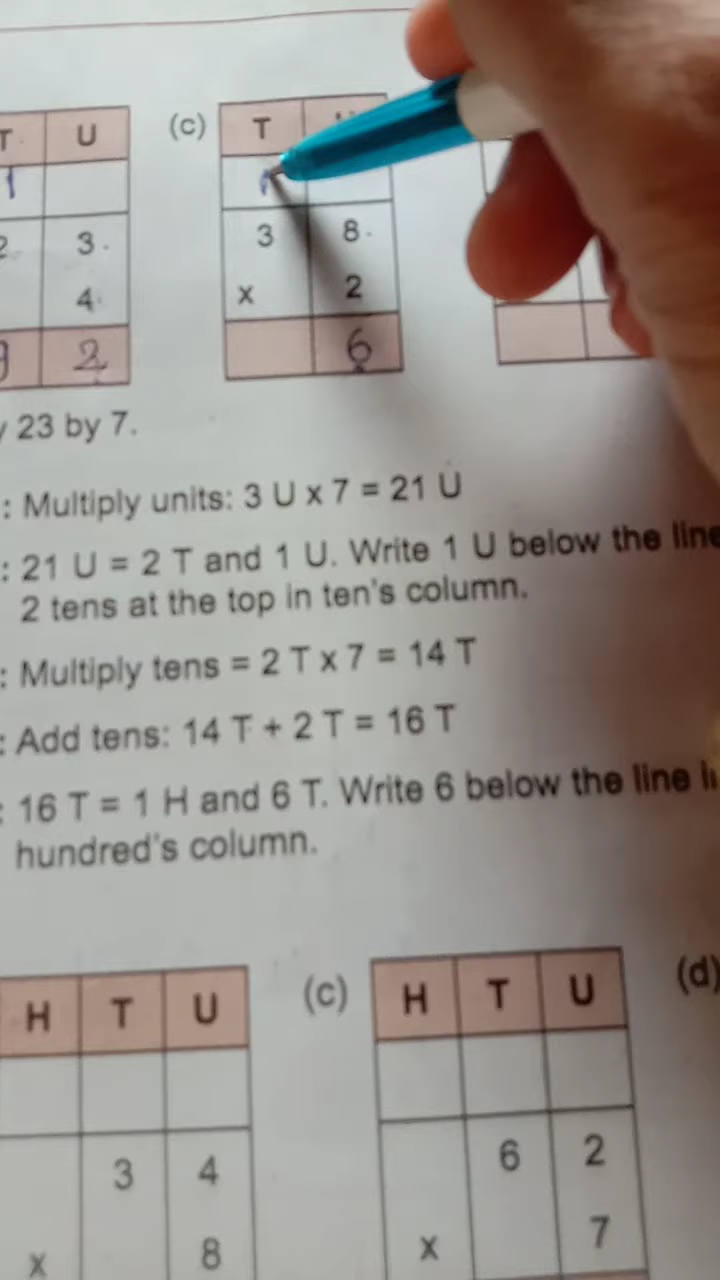 T U (c) T
1 1
2 3 3 8
4 x 2
9 2 6
23 by 7.
: Multiply units: 3 U x 7 = 21 U
: 21 U = 2 T and 1 U. Write 1 U below the line
2 tens at the top in ten's column.
: Multiply tens = 2 T x 7 = 14 T
: Add tens: 14 T + 2 T = 16 T
: 16 T = 1 H and 6 T. Write 6 below the line
hundred's column.
H T U (c) H T U (d)
3 4 6 2
x 8 x 7